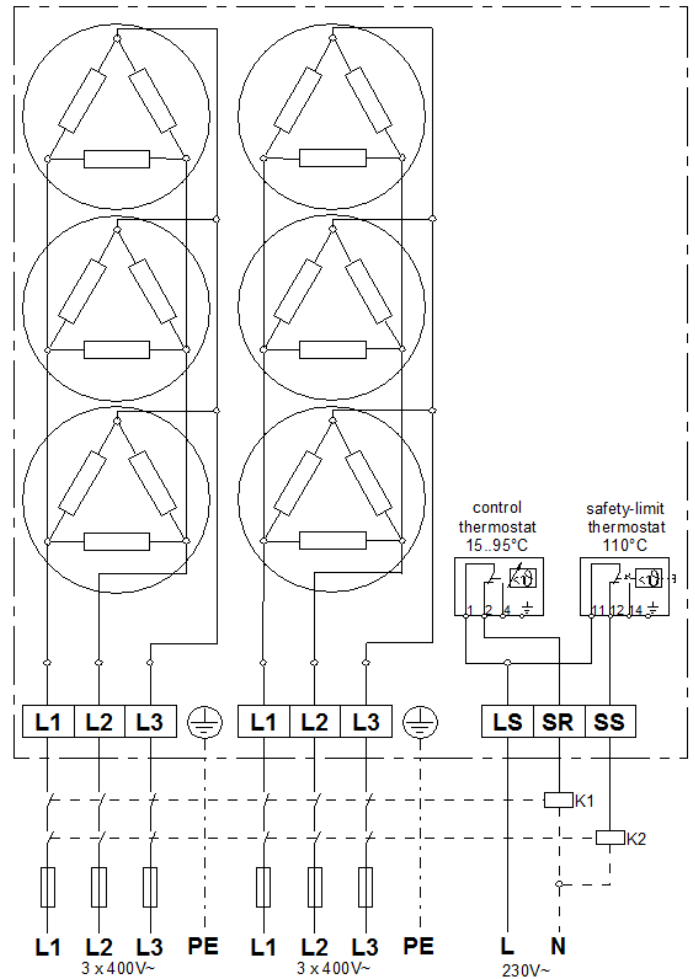 control
thermostat
15..95°C
safety-limit
thermostat
110°C
<ϑ
<ϑ
1 2 4
11 12 14
L1 L2 L3
L1 L2 L3
LS SR SS
K1
K2
L1 L2 L3 PE
3 x 400V~
L1 L2 L3 PE
3 x 400V~
L N
230V~